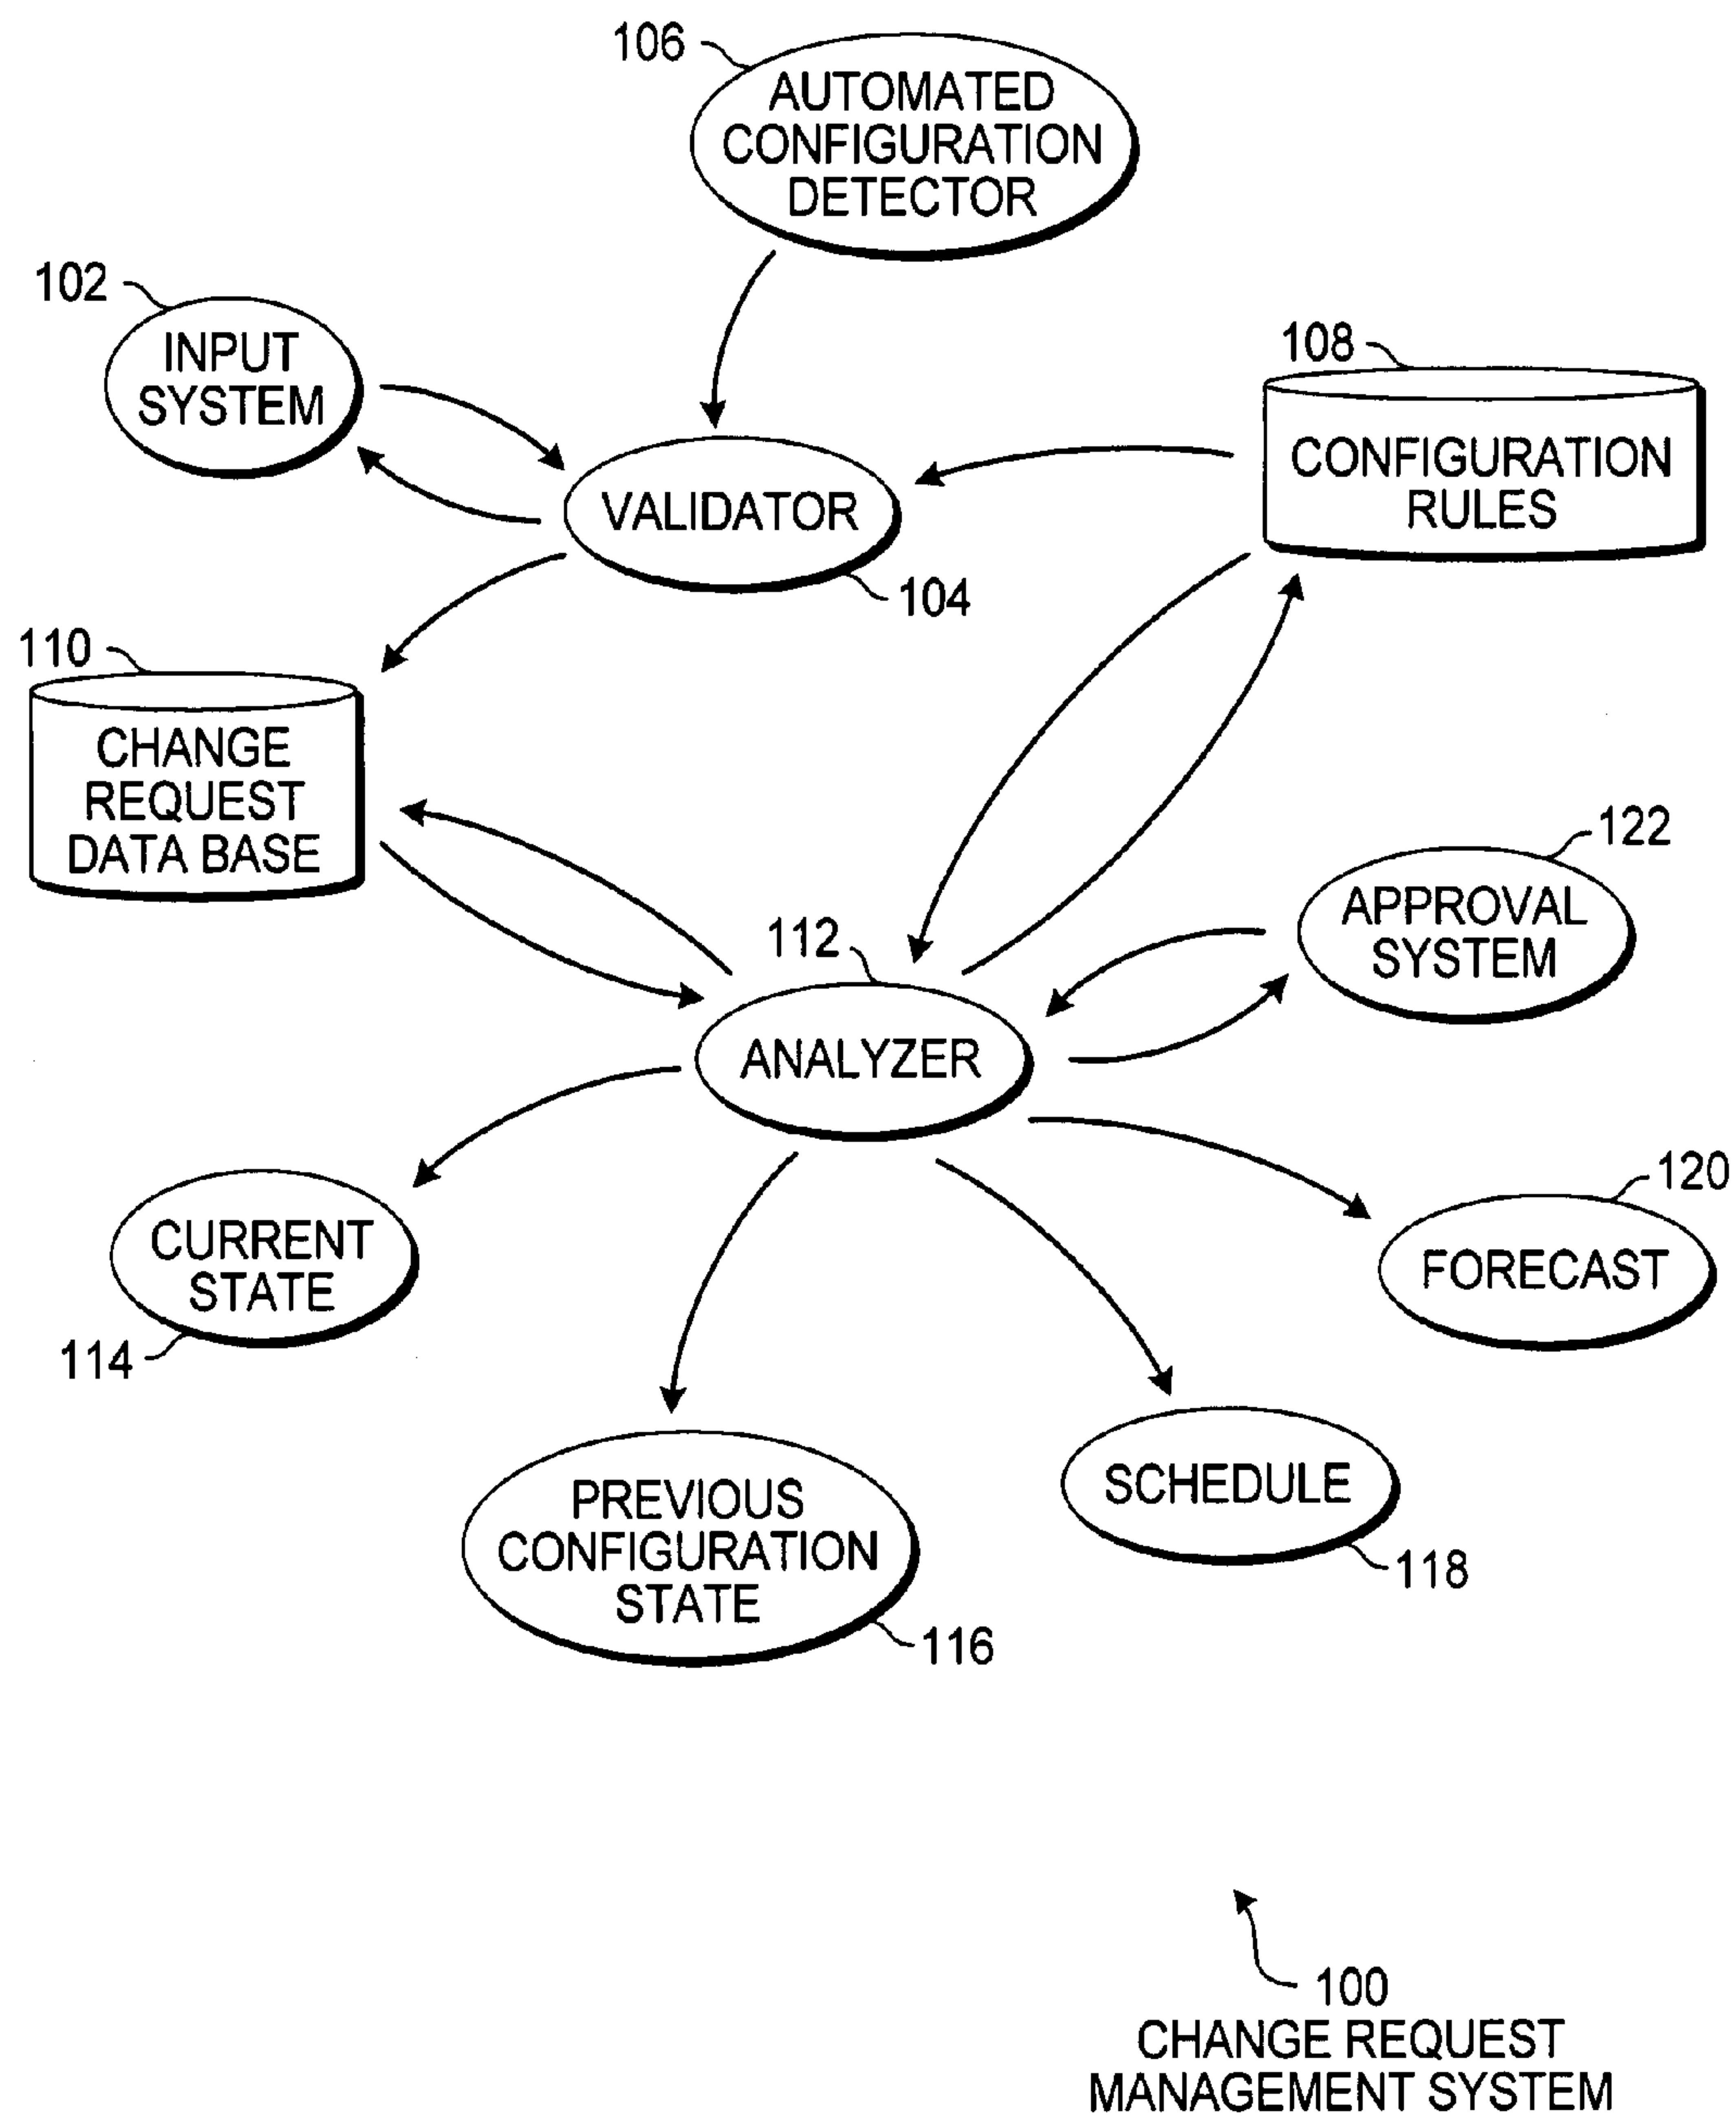 106
AUTOMATED
CONFIGURATION
DETECTOR
102
INPUT
SYSTEM
108
CONFIGURATION
RULES
VALIDATOR
104
110
CHANGE
REQUEST
DATA BASE
122
APPROVAL
SYSTEM
112
ANALYZER
120
FORECAST
CURRENT
STATE
114
SCHEDULE
118
PREVIOUS
CONFIGURATION
STATE
116
100
CHANGE REQUEST
MANAGEMENT SYSTEM